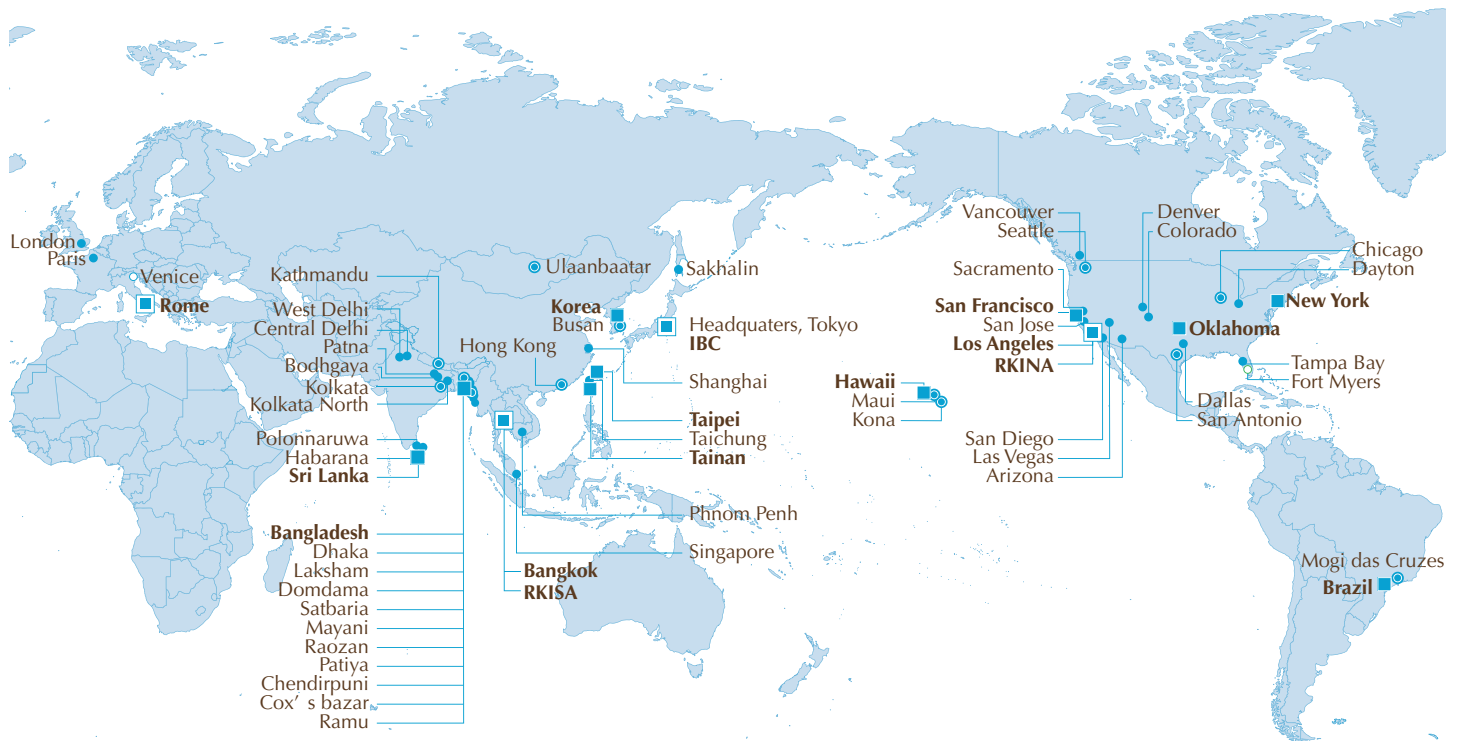 London
Paris
Venice
Rome
Kathmandu
West Delhi
Central Delhi
Patna
Bodhgaya
Kolkata
Kolkata North
Polonnaruwa
Habarana
Sri Lanka
Bangladesh
Dhaka
Laksham
Domdama
Satbaria
Mayani
Raozan
Patiya
Chendirpuni
Cox’ s bazar
Ramu
Ulaanbaatar
Sakhalin
Korea
Busan
Headquaters, Tokyo
IBC
Hong Kong
Shanghai
Taipei
Taichung
Tainan
Phnom Penh
Singapore
Bangkok
RKISA
Hawaii
Maui
Kona
Vancouver
Seattle
Sacramento
San Francisco
San Jose
Los Angeles
RKINA
San Diego
Las Vegas
Arizona
Denver
Colorado
Chicago
Dayton
New York
Oklahoma
Tampa Bay
Fort Myers
Dallas
San Antonio
Mogi das Cruzes
Brazil